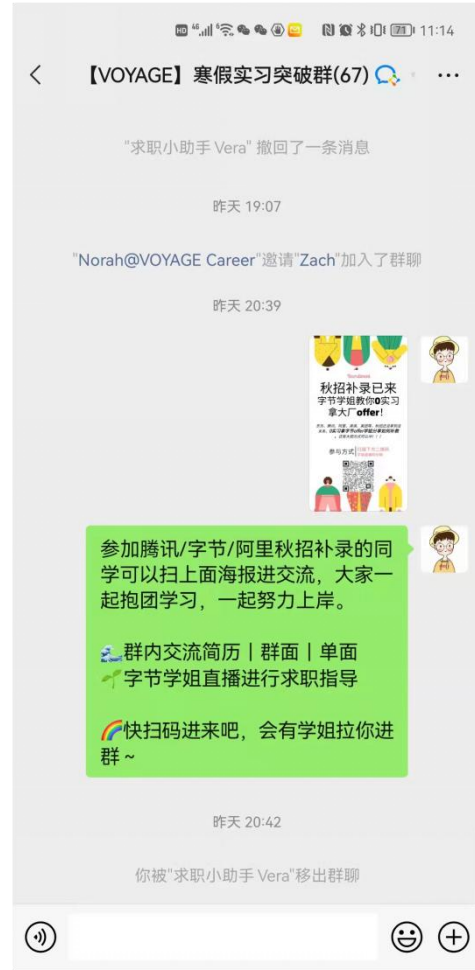 71 11:14
【VOYAGE】寒假实习突破群(67)
"求职小助手 Vera" 撤回了一条消息
昨天 19:07
"Norah@VOYAGE Career"邀请"Zach"加入了群聊
昨天 20:39
秋招补录已来
字节学姐教你0实习
拿大厂offer!
参与方式
参加腾讯/字节/阿里秋招补录的同
学可以扫上面海报进交流，大家一
起抱团学习，一起努力上岸。
群内交流简历｜群面｜单面
字节学姐直播进行求职指导
快扫码进来吧，会有学姐拉你进
群~
昨天 20:42
你被"求职小助手 Vera"移出群聊